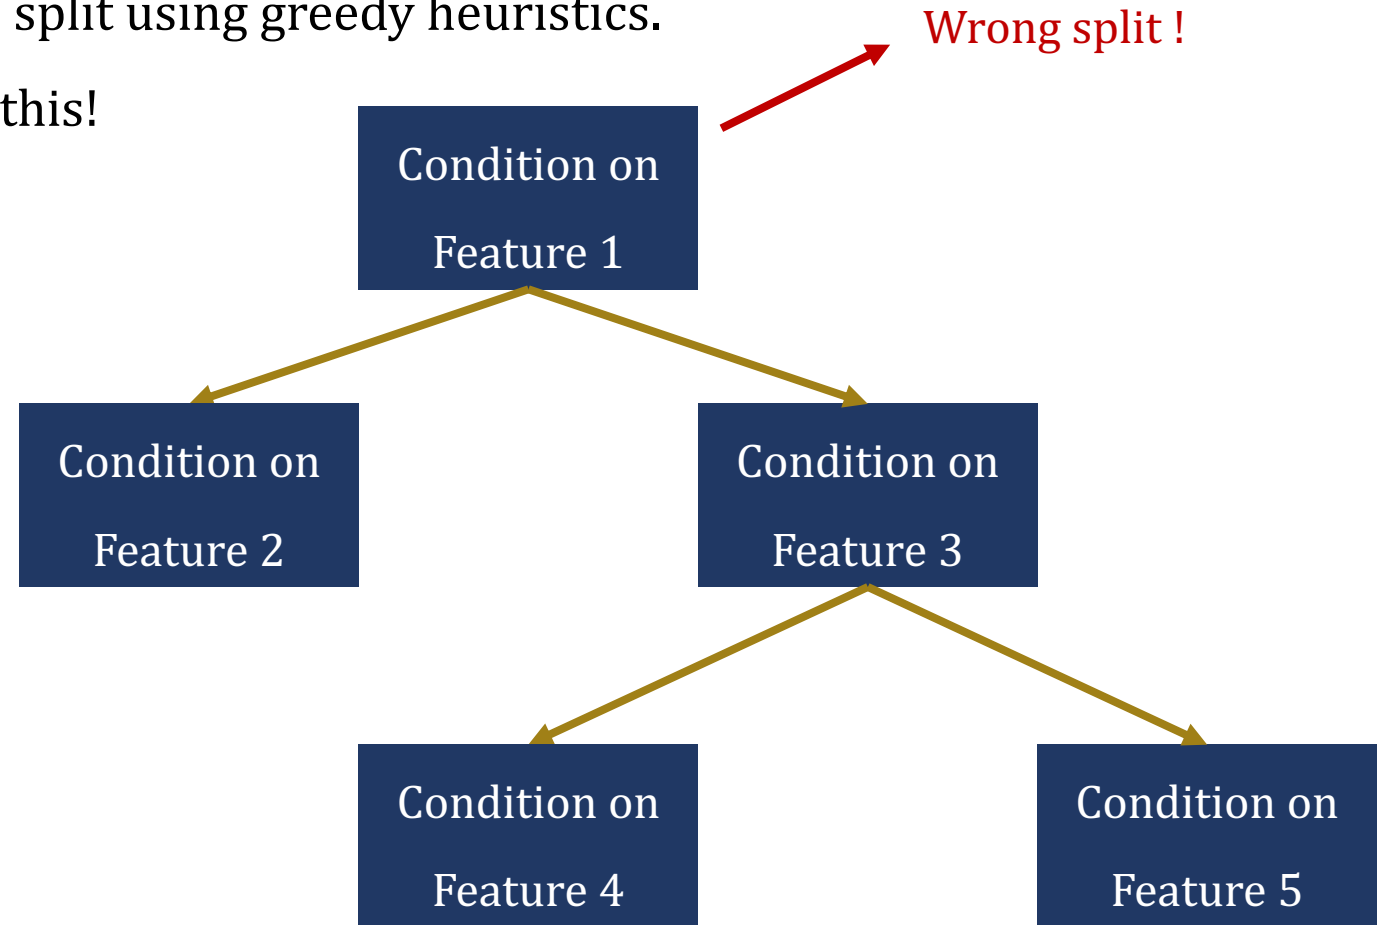 split using greedy heuristics.
Wrong split !
this!
Condition on
Feature 1
Condition on
Feature 2
Condition on
Feature 3
Condition on
Feature 4
Condition on
Feature 5